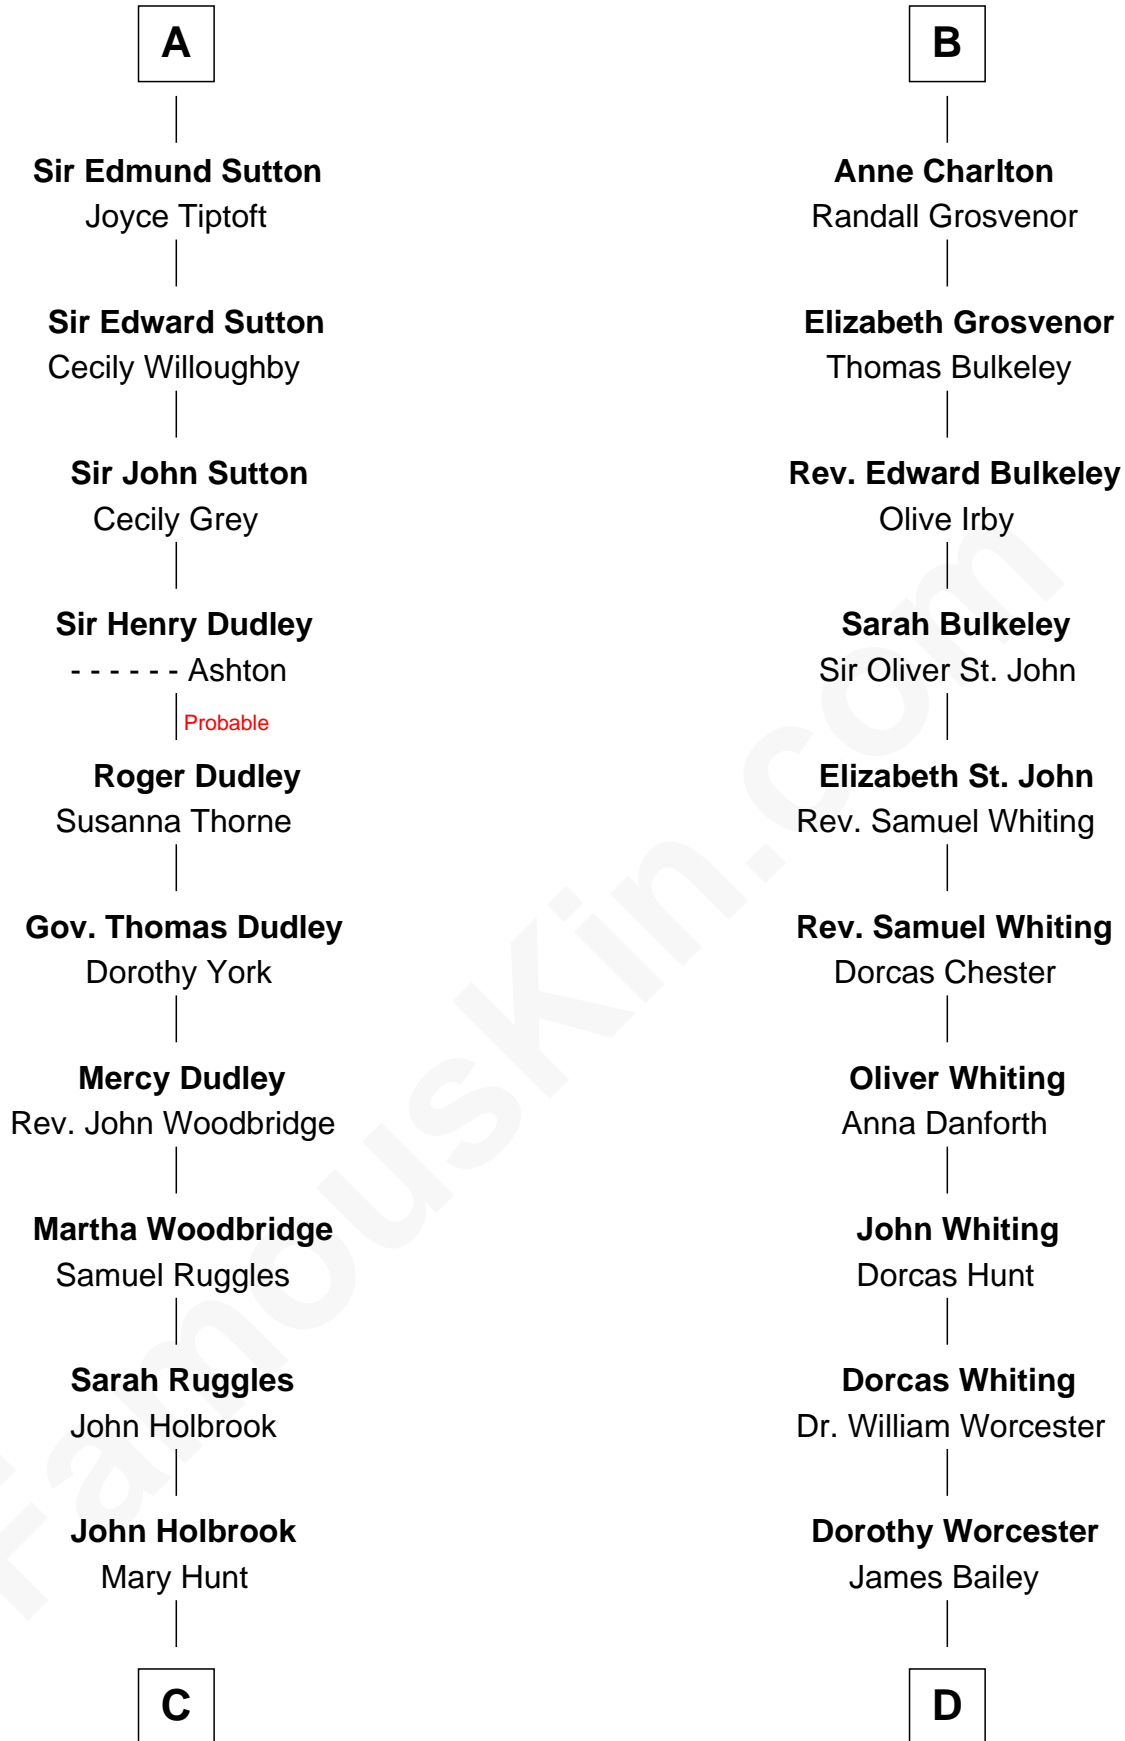 A
Sir Edmund Sutton
Joyce Tiptoft
Sir Edward Sutton
Cecily Willoughby
Sir John Sutton
Cecily Grey
Sir Henry Dudley
- - - - - - Ashton
Probable
Roger Dudley
Susanna Thorne
Gov. Thomas Dudley
Dorothy York
Mercy Dudley
Rev. John Woodbridge
Martha Woodbridge
Samuel Ruggles
Sarah Ruggles
John Holbrook
John Holbrook
Mary Hunt
C
B
Anne Charlton
Randall Grosvenor
Elizabeth Grosvenor
Thomas Bulkeley
Rev. Edward Bulkeley
Olive Irby
Sarah Bulkeley
Sir Oliver St. John
Elizabeth St. John
Rev. Samuel Whiting
Rev. Samuel Whiting
Dorcas Chester
Oliver Whiting
Anna Danforth
John Whiting
Dorcas Hunt
Dorcas Whiting
Dr. William Worcester
Dorothy Worcester
James Bailey
D
FamousKin.com